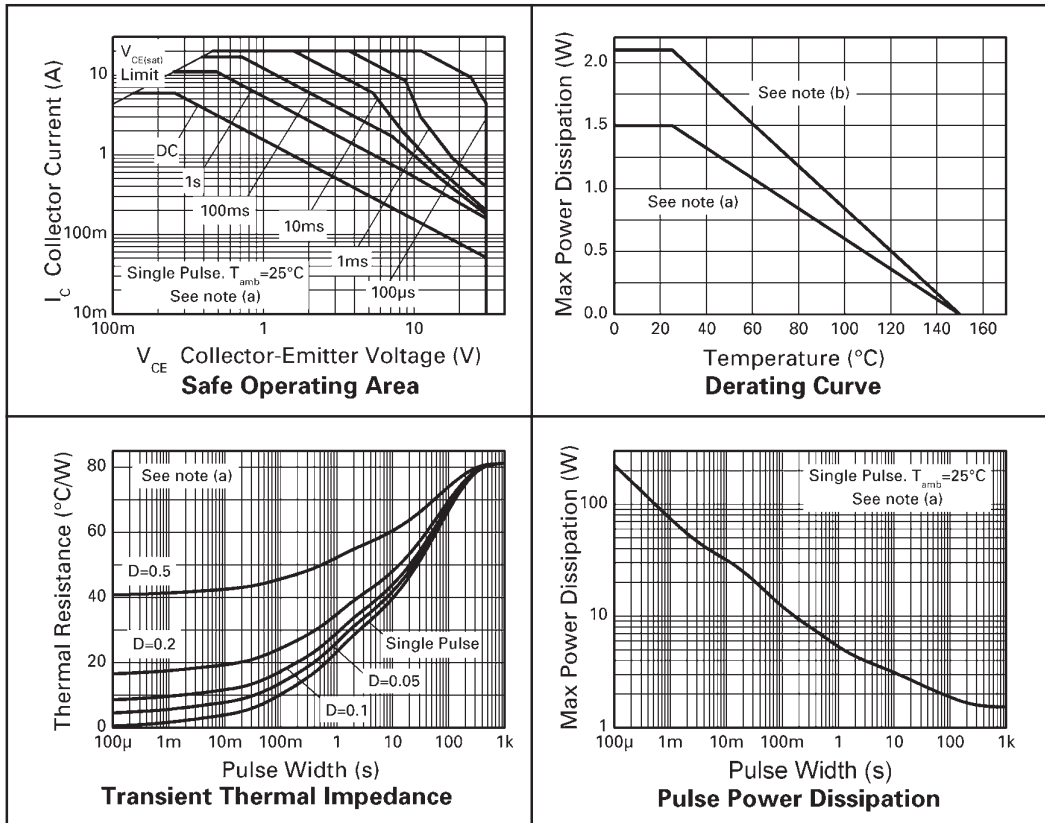 V_CE(sat)
Limit
10
1
100m
10m
DC
1s
100ms
10ms
1ms
100µs
Single Pulse. T_amb=25°C
See note (a)
100m 1 10
I_C Collector Current (A)
V_CE Collector-Emitter Voltage (V)
Safe Operating Area
2.0
1.5
1.0
0.5
0.0
See note (b)
See note (a)
0 20 40 60 80 100 120 140 160
Max Power Dissipation (W)
Temperature (°C)
Derating Curve
80
60
40
20
0
See note (a)
D=0.5
D=0.2
Single Pulse
D=0.05
D=0.1
100µ 1m 10m 100m 1 10 100 1k
Thermal Resistance (°C/W)
Pulse Width (s)
Transient Thermal Impedance
100
10
1
Single Pulse. T_amb=25°C
See note (a)
100µ 1m 10m 100m 1 10 100 1k
Max Power Dissipation (W)
Pulse Width (s)
Pulse Power Dissipation